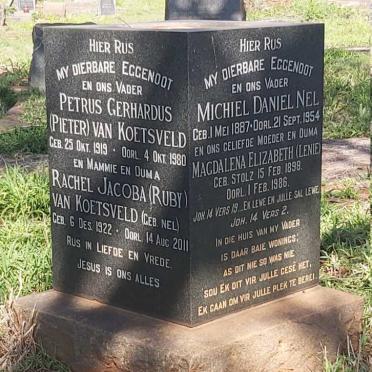 Hier Rus
my dierbare Eggenoot
en ons Vader
Petrus Gerhardus
(Pieter) van Koetsveld
Geb. 25 Okt. 1919 · Oorl. 4 Okt. 1980
en Mammie en Ouma
Rachel Jacoba (Ruby)
van Koetsveld (geb. Nel)
Geb. 6 Des. 1922 · Oorl. 14 Aug 2011
Rus in liefde en vrede.
Jesus is ons alles
Hier Rus
my dierbare Eggenoot
en ons Vader
Michiel Daniel Nel
Geb. 1 Mei 1887 · Oorl. 21 Sept. 1954
en ons geliefde Moeder en Ouma
Magdalena Elizabeth (Lenie)
Geb. Stolz 15 Feb. 1898.
Oorl. 1 Feb. 1986.
Joh. 14 vers 19 .. Ek lewe en julle sal lewe.
Joh. 14 vers 2.
In die huis van my Vader
is daar baie wonings;
as dit nie so was nie
sou Ek dit vir julle gesê het.
Ek gaan om vir julle plek te berei